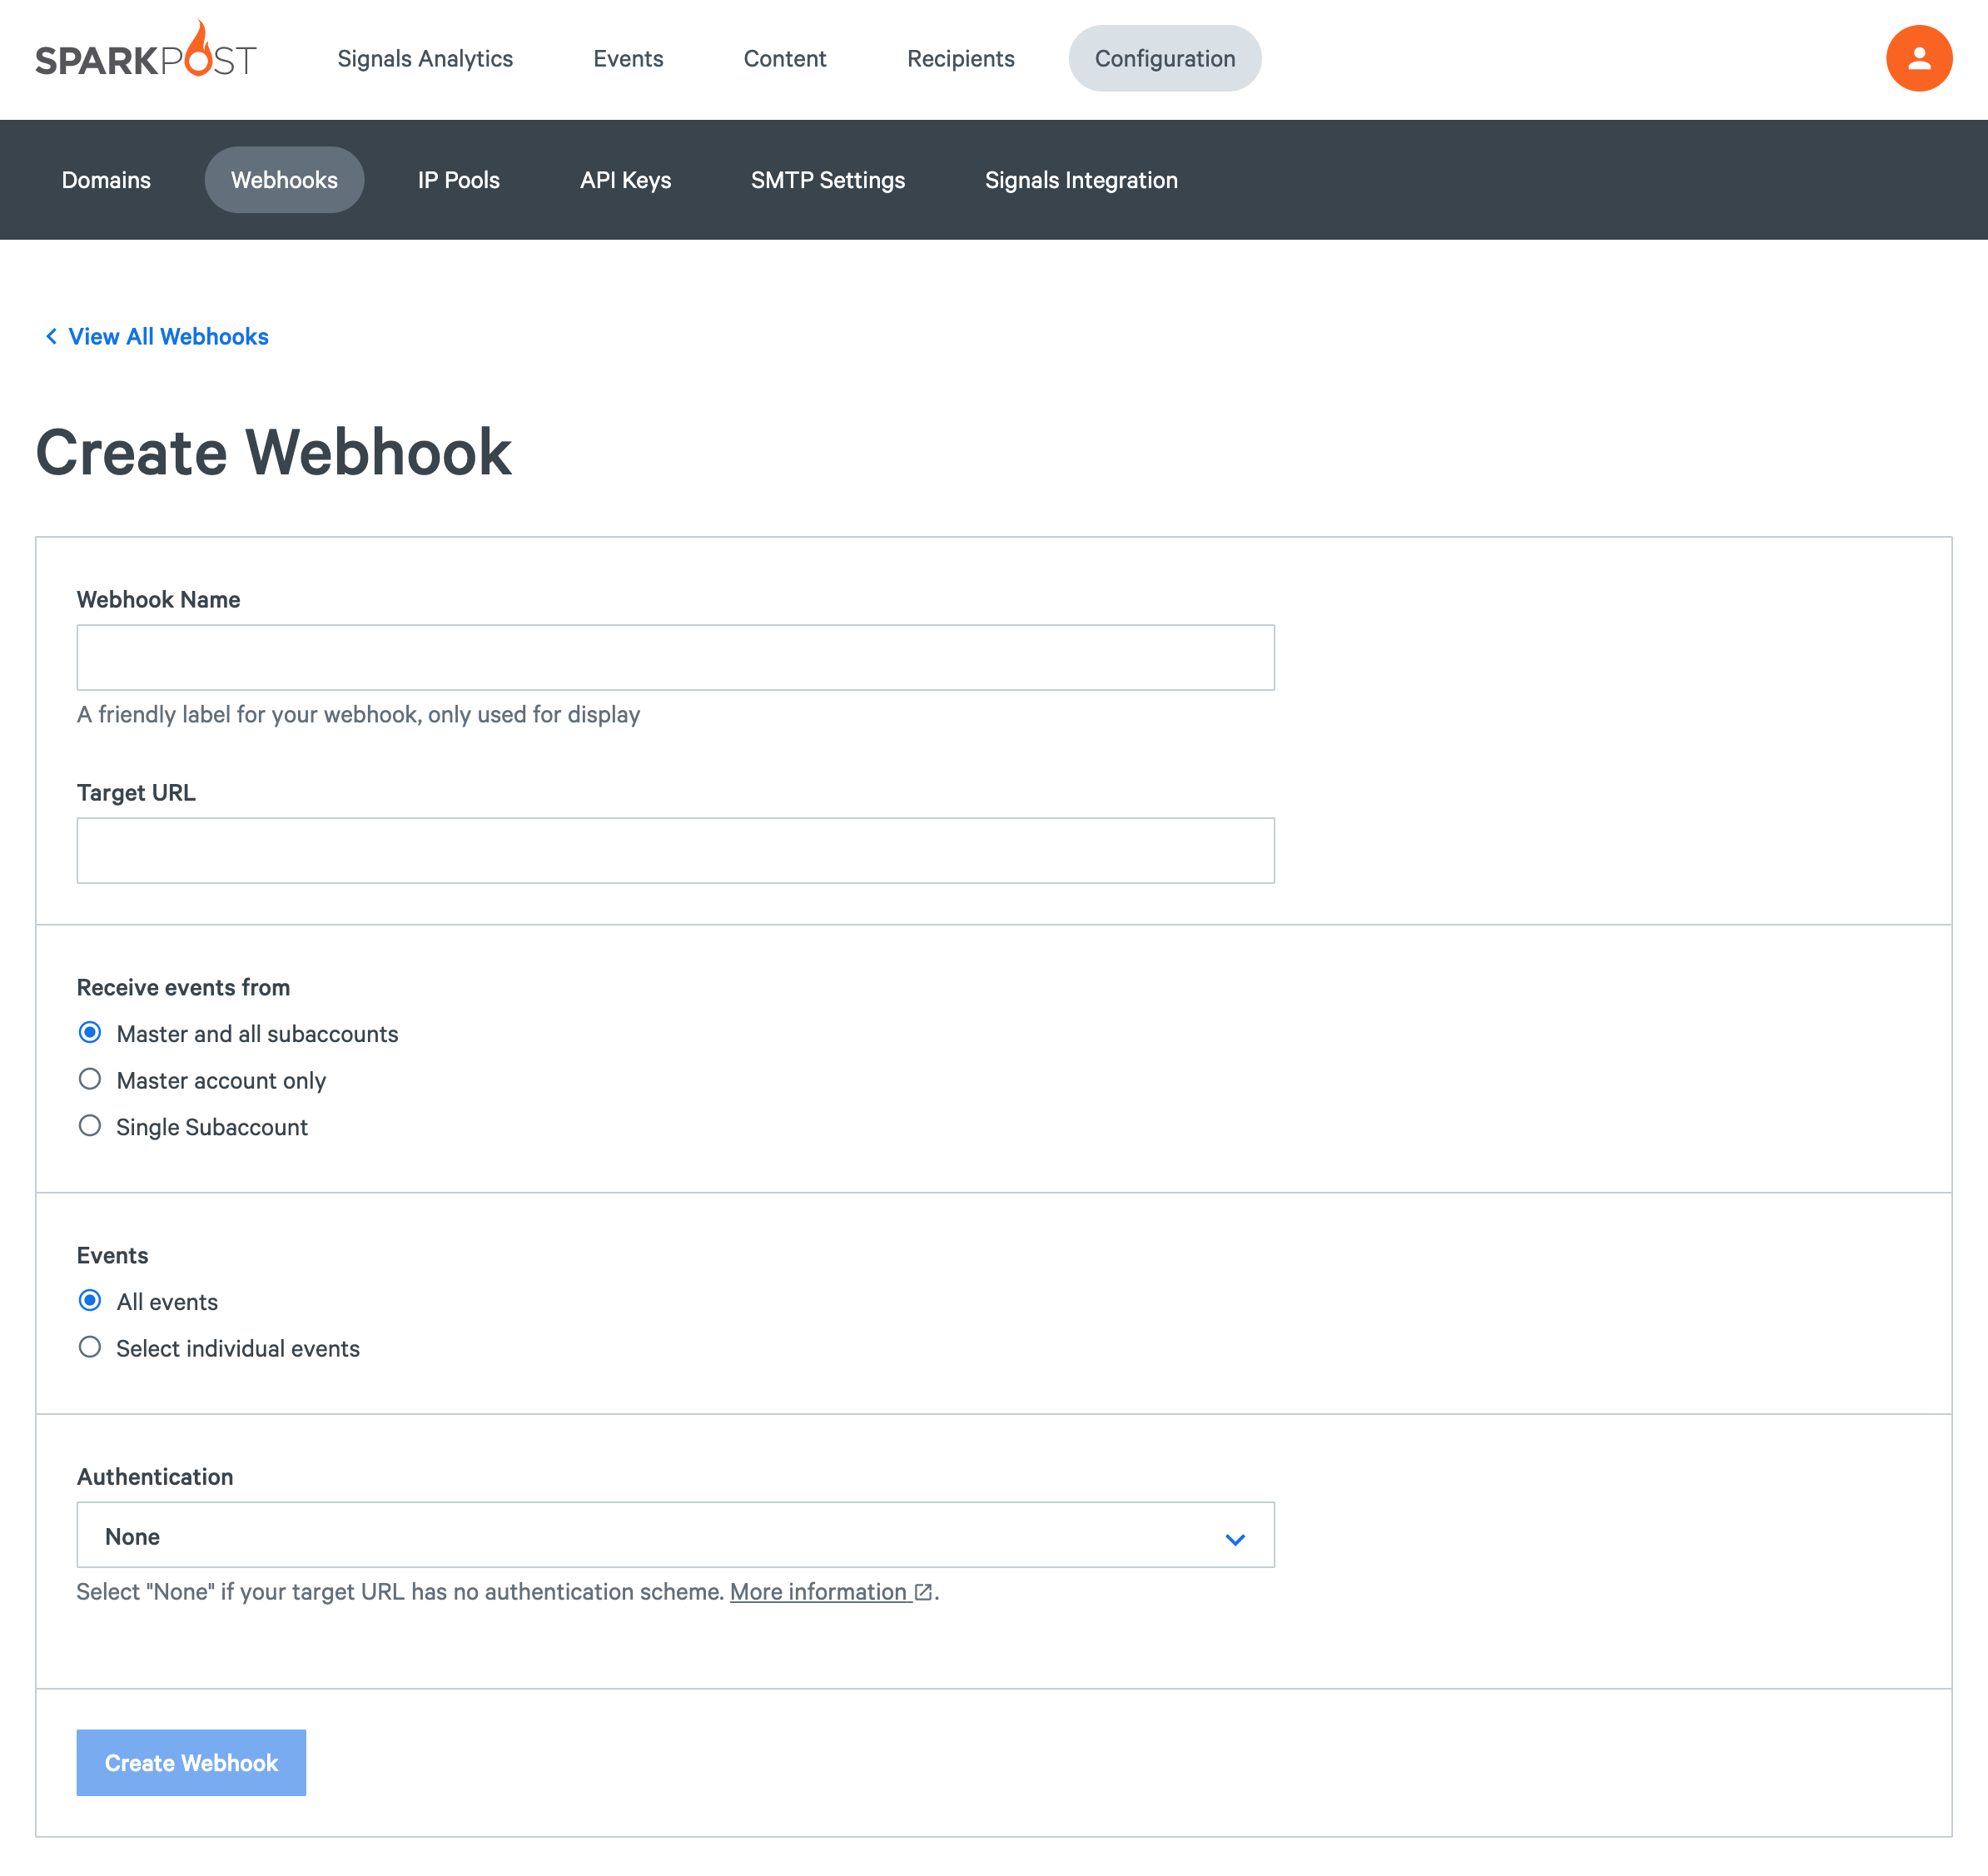 SPARKPOST
Signals Analytics
Events
Content
Recipients
Configuration
Domains
Webhooks
IP Pools
API Keys
SMTP Settings
Signals Integration
View All Webhooks
Create Webhook
Webhook Name
A friendly label for your webhook, only used for display
Target URL
Receive events from
Master and all subaccounts
Master account only
Single Subaccount
Events
All events
Select individual events
Authentication
None
Select "None" if your target URL has no authentication scheme. More information.
Create Webhook